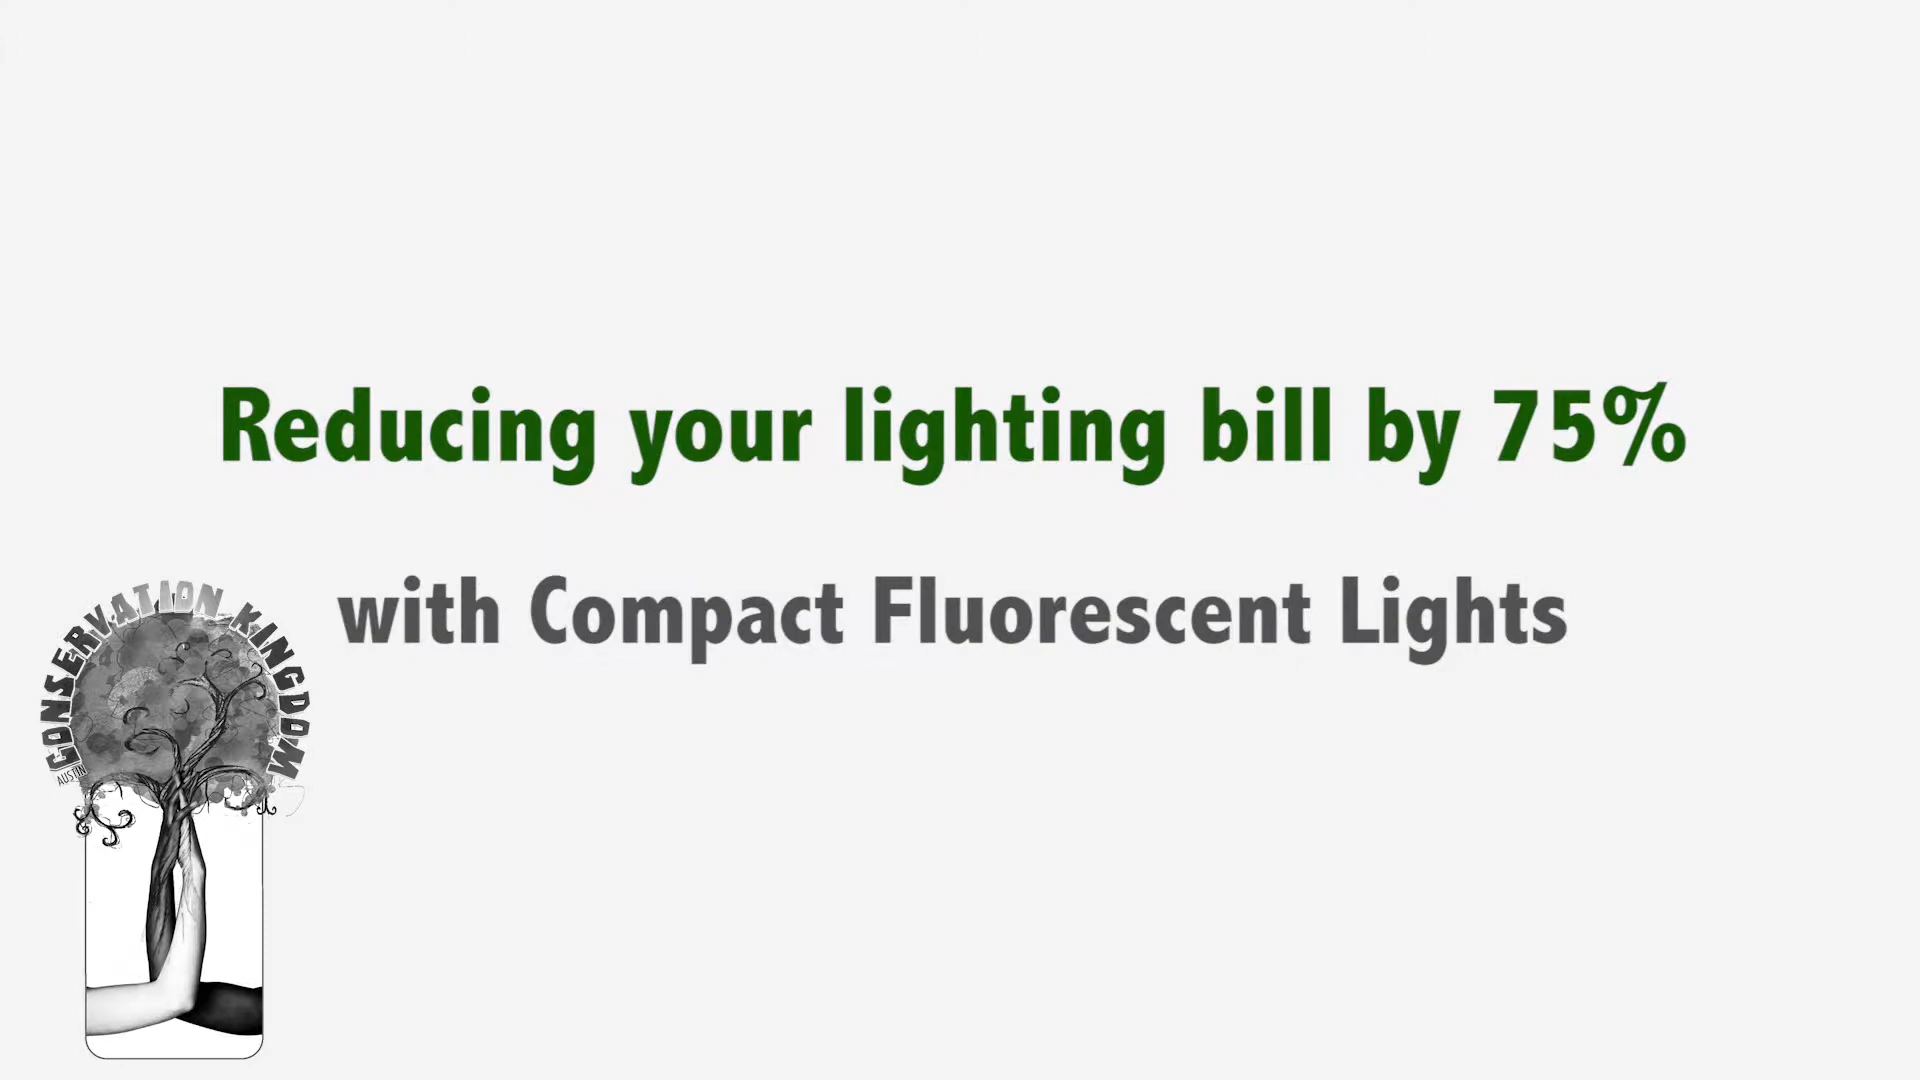 Reducing your lighting bill by 75%
with Compact Fluorescent Lights
CONSERVATION KINGDOM
AUSTIN